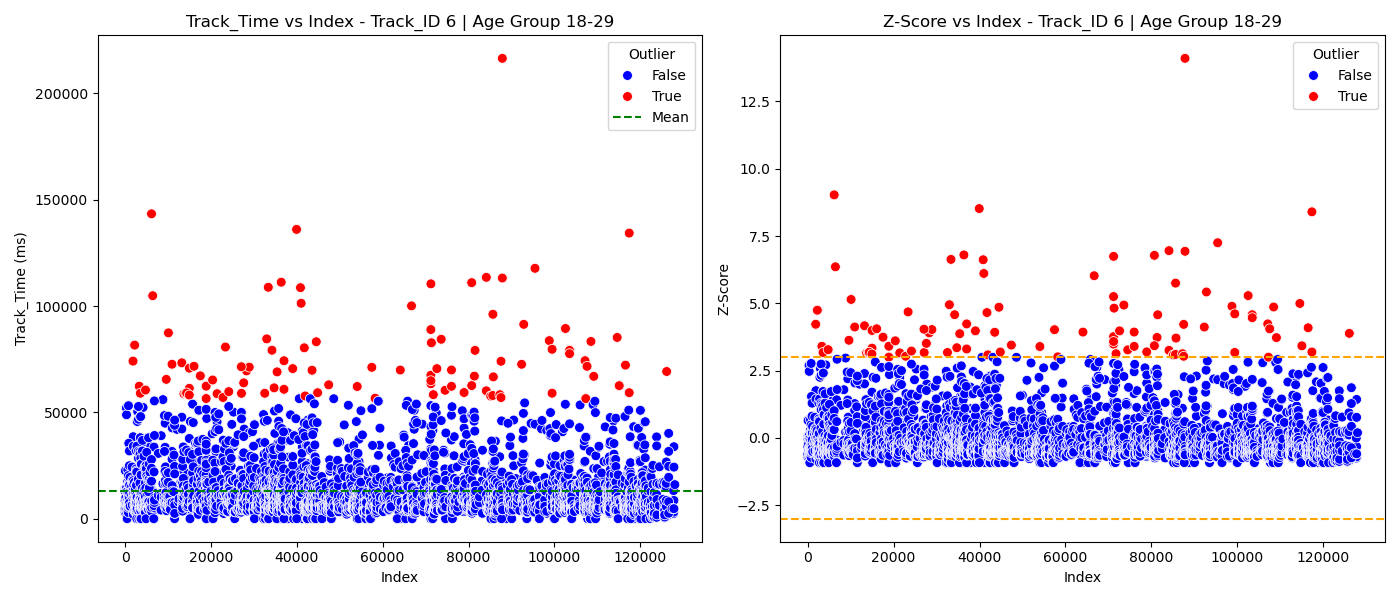 Track_Time vs Index - Track_ID 6 | Age Group 18-29
Outlier
False
True
Mean
Track_Time (ms)
200000
150000
100000
50000
0
0
20000
40000
60000
80000
100000
120000
Index
Z-Score vs Index - Track_ID 6 | Age Group 18-29
Outlier
False
True
Z-Score
12.5
10.0
7.5
5.0
2.5
0.0
−2.5
0
20000
40000
60000
80000
100000
120000
Index